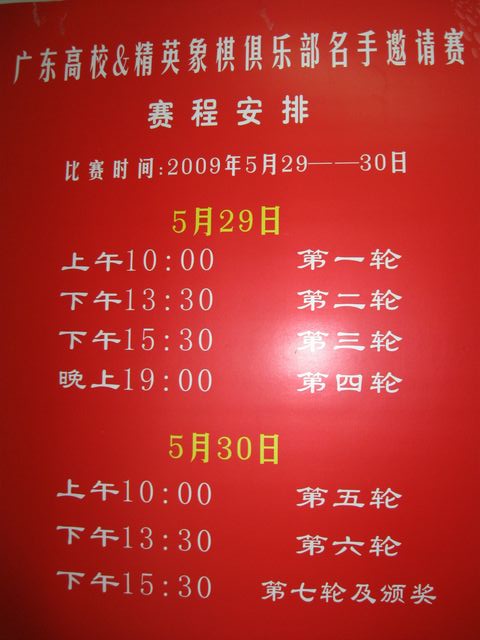 广东高校&精英象棋俱乐部名手邀请赛
赛程安排
比赛时间:2009年5月29——30日
5月29日
上午10:00 第一轮
下午13:30 第二轮
下午15:30 第三轮
晚上19:00 第四轮
5月30日
上午10:00 第五轮
下午13:30 第六轮
下午15:30 第七轮及颁奖